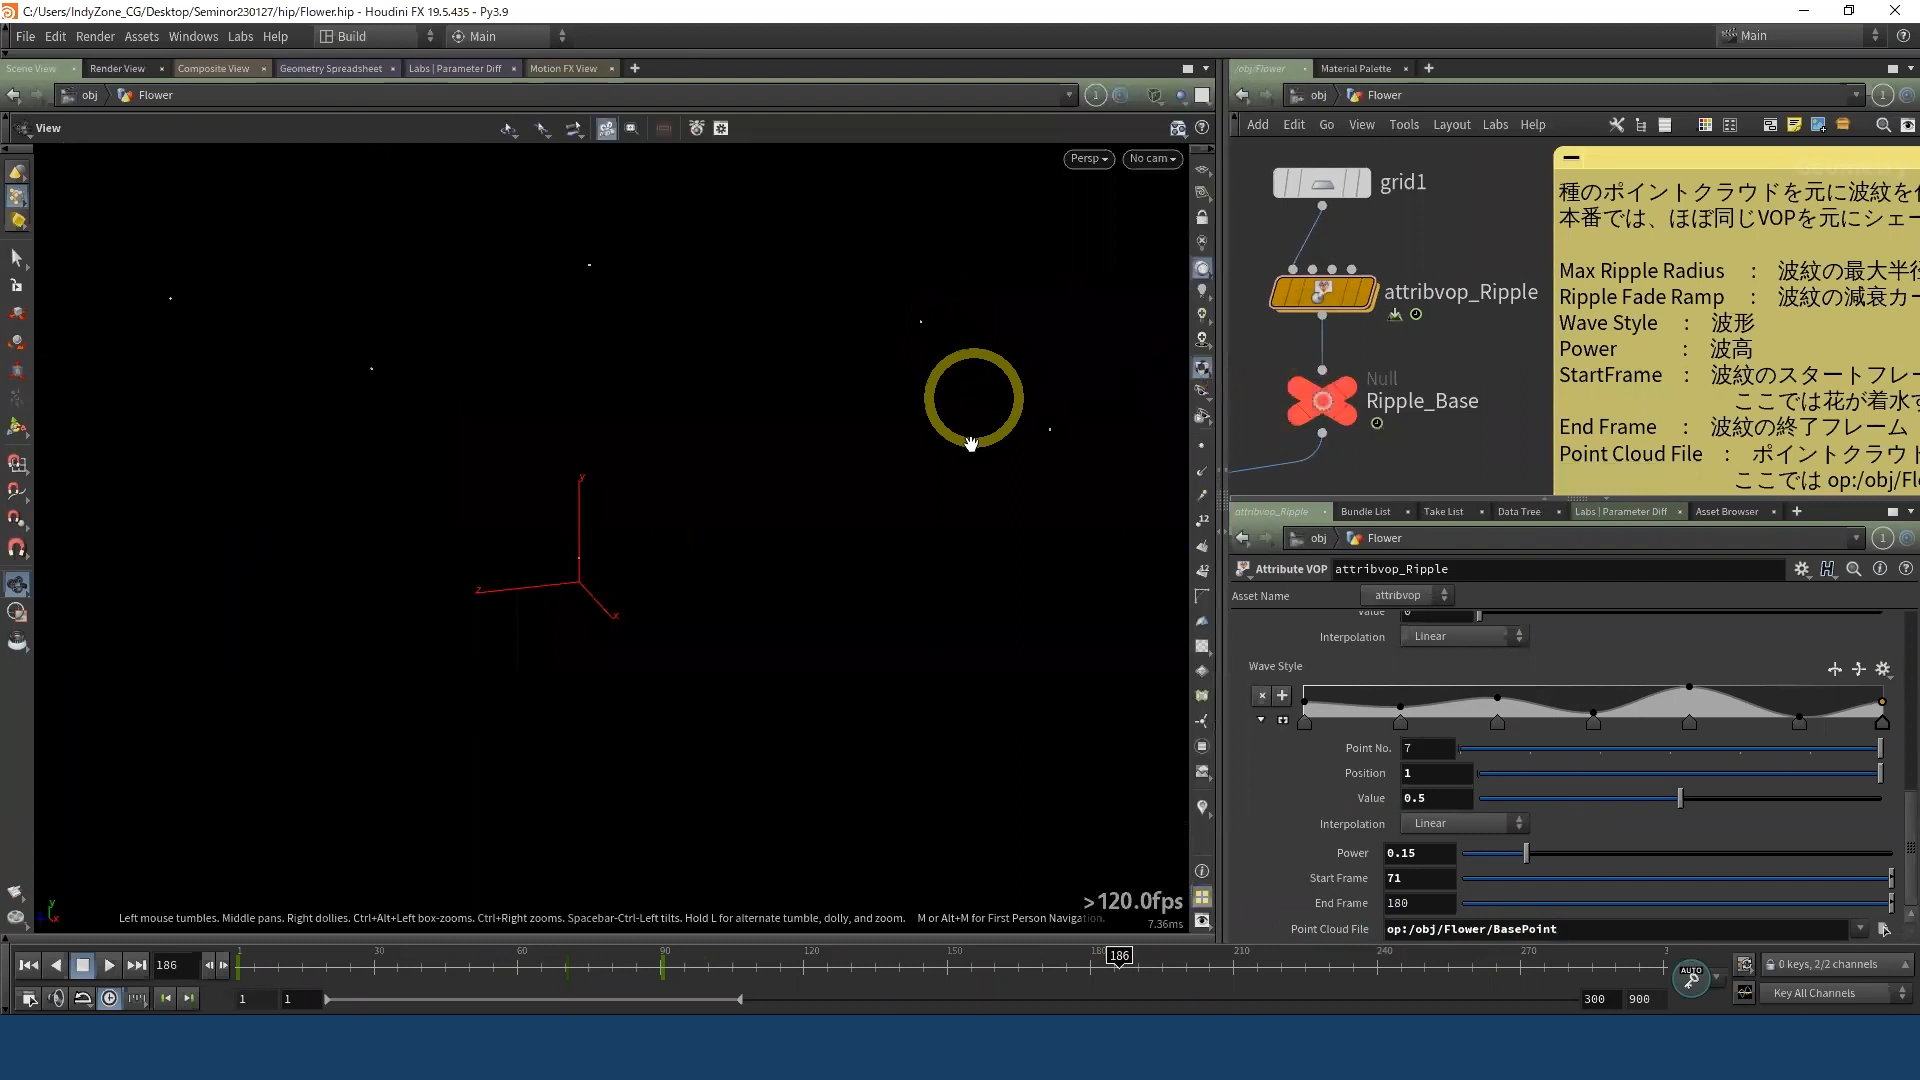 C:/Users/IndyZone_CG/Desktop/Seminor230127/hip/Flower.hip - Houdini FX 19.5.435 - Py3.9
File Edit Render Assets Windows Labs Help Build Main Main
Scene View Render View Composite View Geometry Spreadsheet Labs | Parameter Diff Motion FX View
/obj/Flower Material Palette
obj Flower 1
obj Flower 1
View
Add Edit Go View Tools Layout Labs Help
Persp No cam
grid1
attribvop_Ripple
Null
Ripple_Base
種のポイントクラウドを元に波紋を
本番では、ほぼ同じVOPを元にシェー
Max Ripple Radius : 波紋の最大半
Ripple Fade Ramp : 波紋の減衰カー
Wave Style : 波形
Power : 波高
StartFrame : 波紋のスタートフレー
ここでは花が着水
End Frame : 波紋の終了フレーム
Point Cloud File : ポイントクラウ
ここでは op:/obj/Fl
y
z
x
attribvop_Ripple Bundle List Take List Data Tree Labs | Parameter Diff Asset Browser
obj Flower 1
Attribute VOP attribvop_Ripple
Asset Name attribvop
Value 0
Interpolation Linear
Wave Style
Point No. 7
Position 1
Value 0.5
Interpolation Linear
Power 0.15
Start Frame 71
End Frame 180
Point Cloud File op:/obj/Flower/BasePoint
>120.0fps
7.36ms
Left mouse tumbles. Middle pans. Right dollies. Ctrl+Alt+Left box-zooms. Ctrl+Right zooms. Spacebar-Ctrl-Left tilts. Hold L for alternate tumble, dolly, and zoom. M or Alt+M for First Person Navigation.
y
x
12
12
186
1 30 60 90 120 150 180 210 240 270 3
186
AUTO
0 keys, 2/2 channels
1 1 300 900
Key All Channels